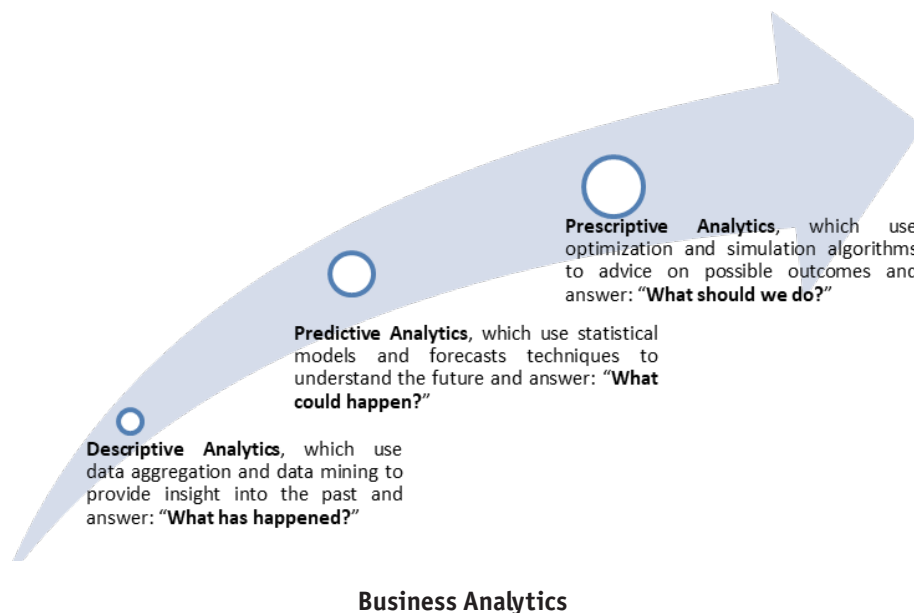 Prescriptive Analytics, which use
optimization and simulation algorithms
to advice on possible outcomes and
answer: “What should we do?”
Predictive Analytics, which use statistical
models and forecasts techniques to
understand the future and answer: “What
could happen?”
Descriptive Analytics, which use
data aggregation and data mining to
provide insight into the past and
answer: “What has happened?”
Business Analytics